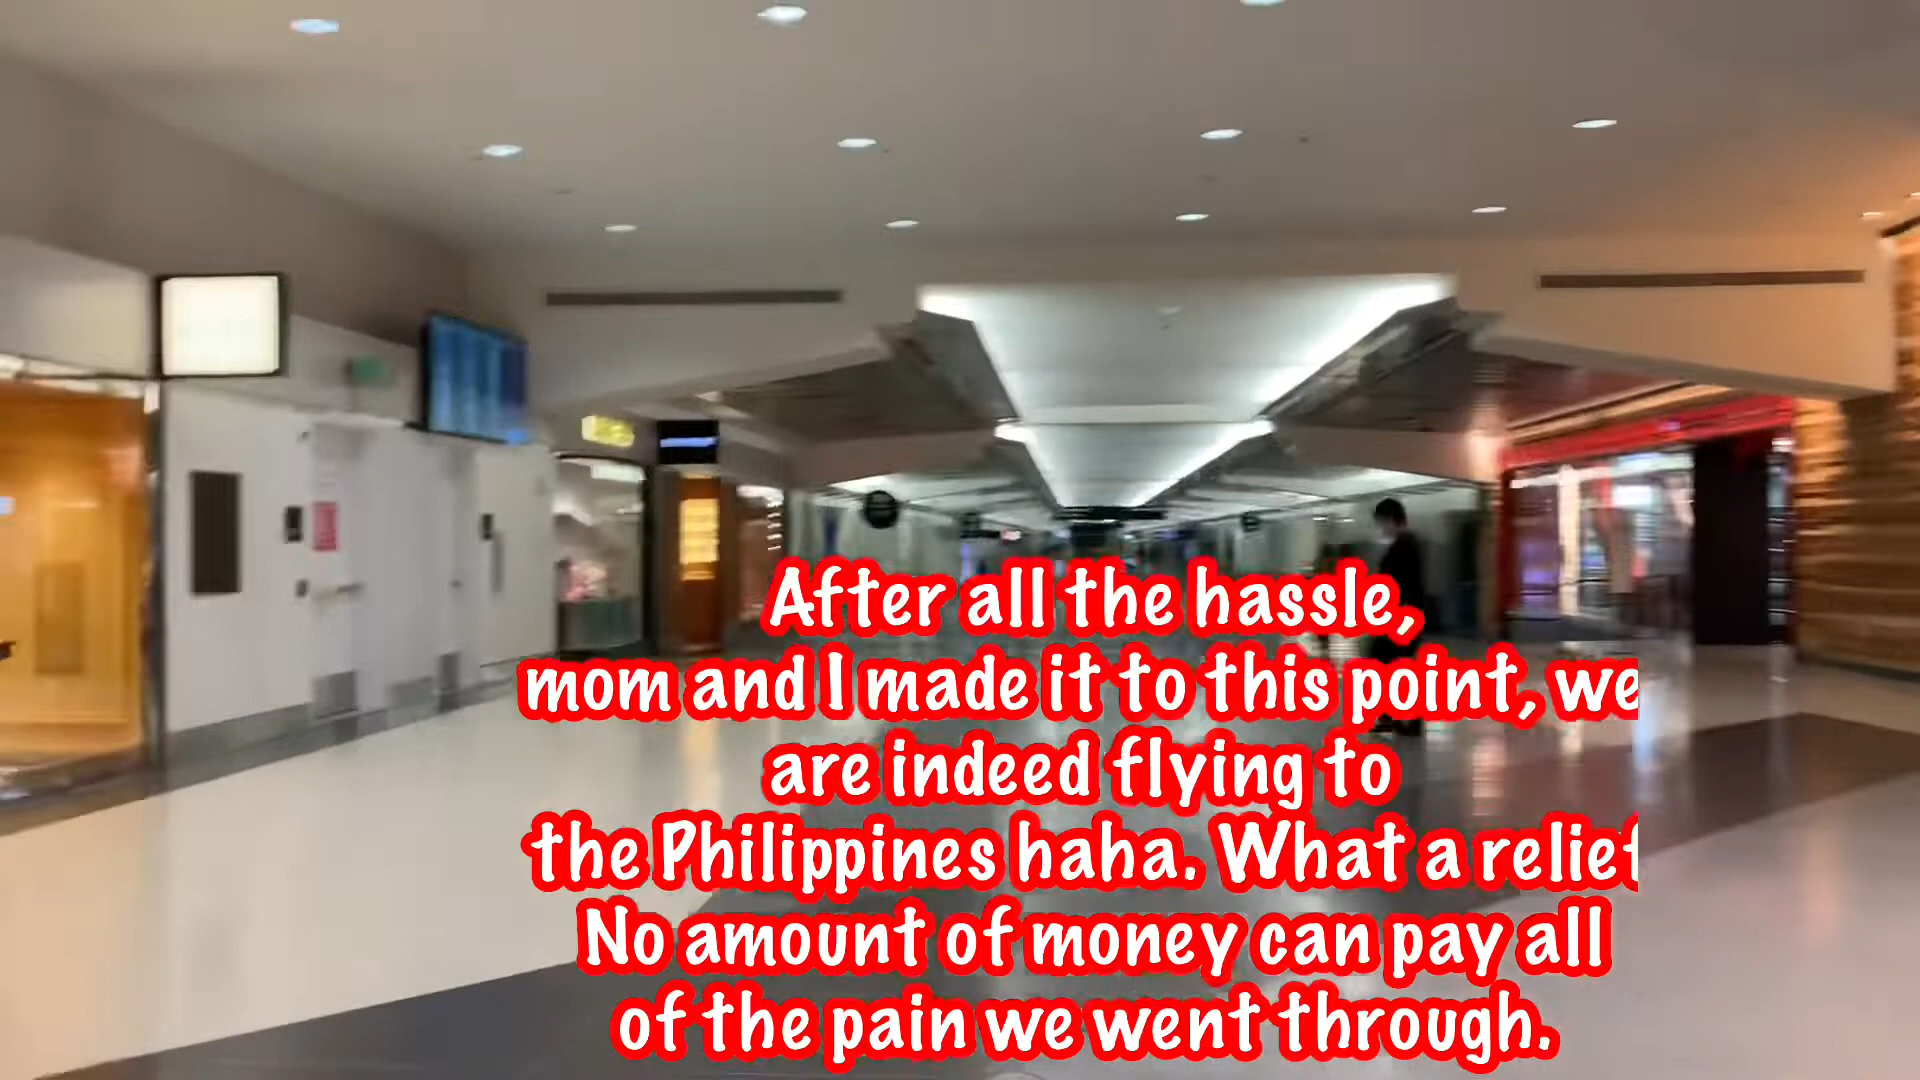 After all the hassle,
mom and I made it to this point, we
are indeed flying to
the Philippines haha. What a relief
No amount of money can pay all
of the pain we went through.